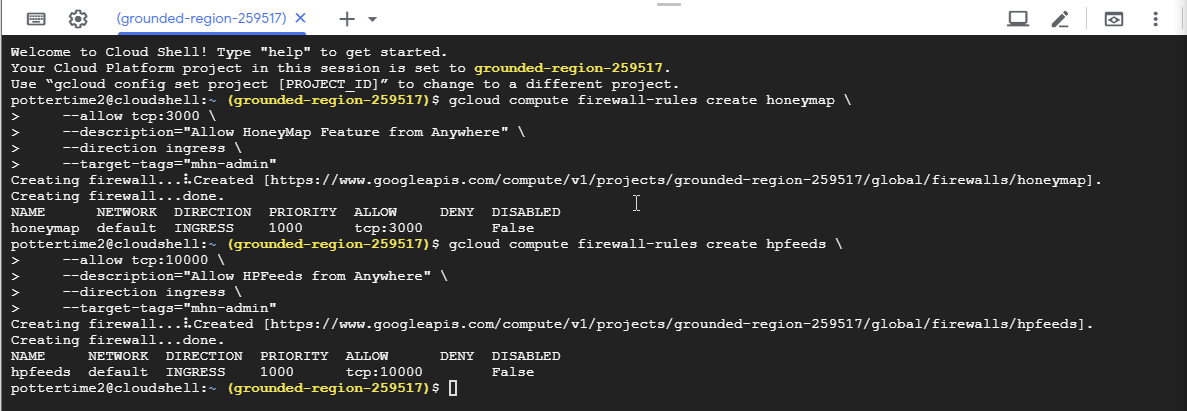 (grounded-region-259517)
Welcome to Cloud Shell! Type "help" to get started.
Your Cloud Platform project in this session is set to grounded-region-259517.
Use “gcloud config set project [PROJECT_ID]” to change to a different project.
pottertime2@cloudshell:~ (grounded-region-259517)$ gcloud compute firewall-rules create honeymap \
>     --allow tcp:3000 \
>     --description="Allow HoneyMap Feature from Anywhere" \
>     --direction ingress \
>     --target-tags="mhn-admin"
Creating firewall...⠧Created [https://www.googleapis.com/compute/v1/projects/grounded-region-259517/global/firewalls/honeymap].
Creating firewall...done.
NAME      NETWORK  DIRECTION  PRIORITY  ALLOW     DENY  DISABLED
honeymap  default  INGRESS    1000      tcp:3000        False
pottertime2@cloudshell:~ (grounded-region-259517)$ gcloud compute firewall-rules create hpfeeds \
>     --allow tcp:10000 \
>     --description="Allow HPFeeds from Anywhere" \
>     --direction ingress \
>     --target-tags="mhn-admin"
Creating firewall...⠧Created [https://www.googleapis.com/compute/v1/projects/grounded-region-259517/global/firewalls/hpfeeds].
Creating firewall...done.
NAME     NETWORK  DIRECTION  PRIORITY  ALLOW      DENY  DISABLED
hpfeeds  default  INGRESS    1000      tcp:10000        False
pottertime2@cloudshell:~ (grounded-region-259517)$